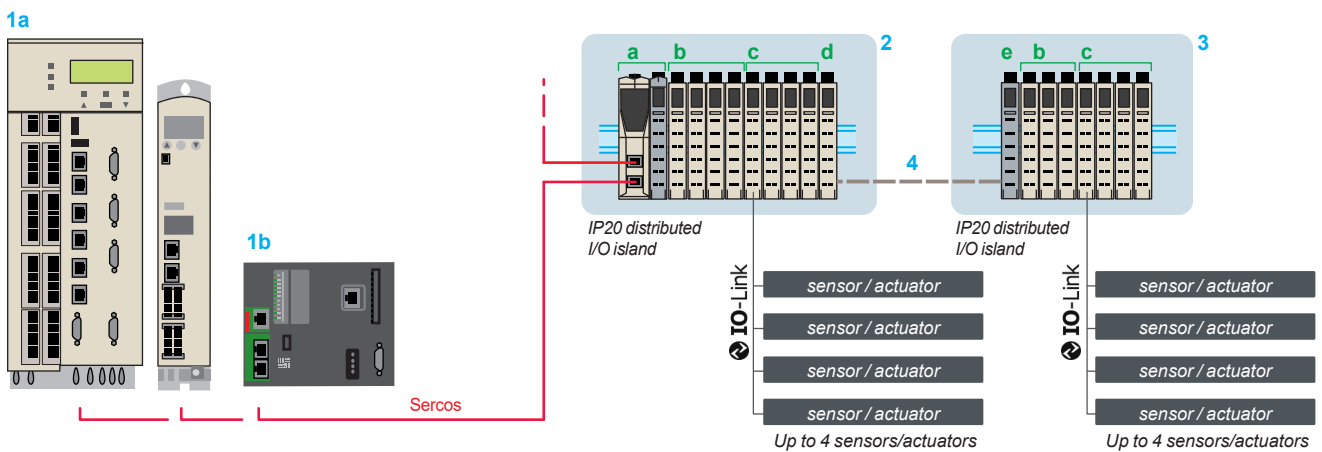 1a
1b
Sercos
2
a b c d
IP20 distributed
I/O island
IO-Link
sensor / actuator
sensor / actuator
sensor / actuator
sensor / actuator
Up to 4 sensors/actuators
4
3
e b c
IP20 distributed
I/O island
IO-Link
sensor / actuator
sensor / actuator
sensor / actuator
sensor / actuator
Up to 4 sensors/actuators